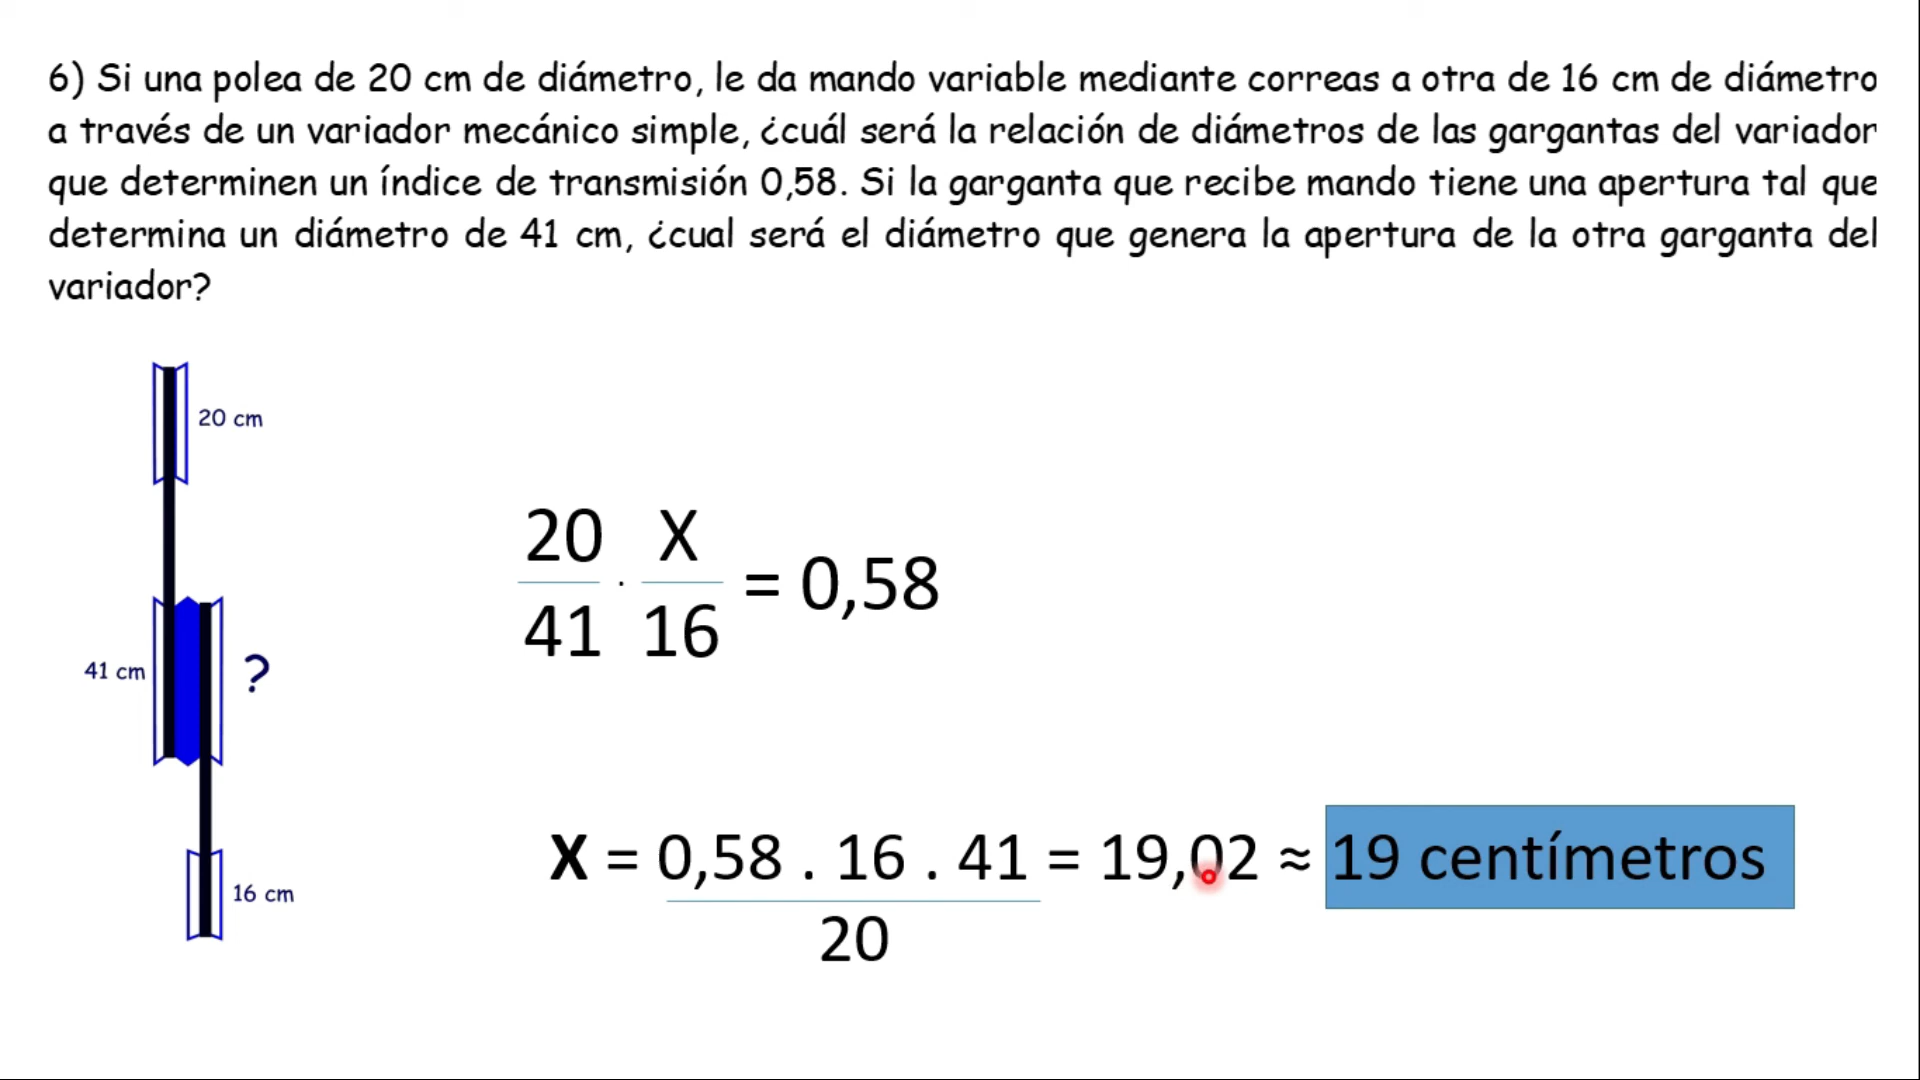 6) Si una polea de 20 cm de diámetro, le da mando variable mediante correas a otra de 16 cm de diámetro
a través de un variador mecánico simple, ¿cuál será la relación de diámetros de las gargantas del variador
que determinen un índice de transmisión 0,58. Si la garganta que recibe mando tiene una apertura tal que
determina un diámetro de 41 cm, ¿cual será el diámetro que genera la apertura de la otra garganta del
variador?
20 cm
20 . X = 0,58
41 16
41 cm
?
X = 0,58 . 16 . 41 = 19,02 ≈ 19 centímetros
20
16 cm